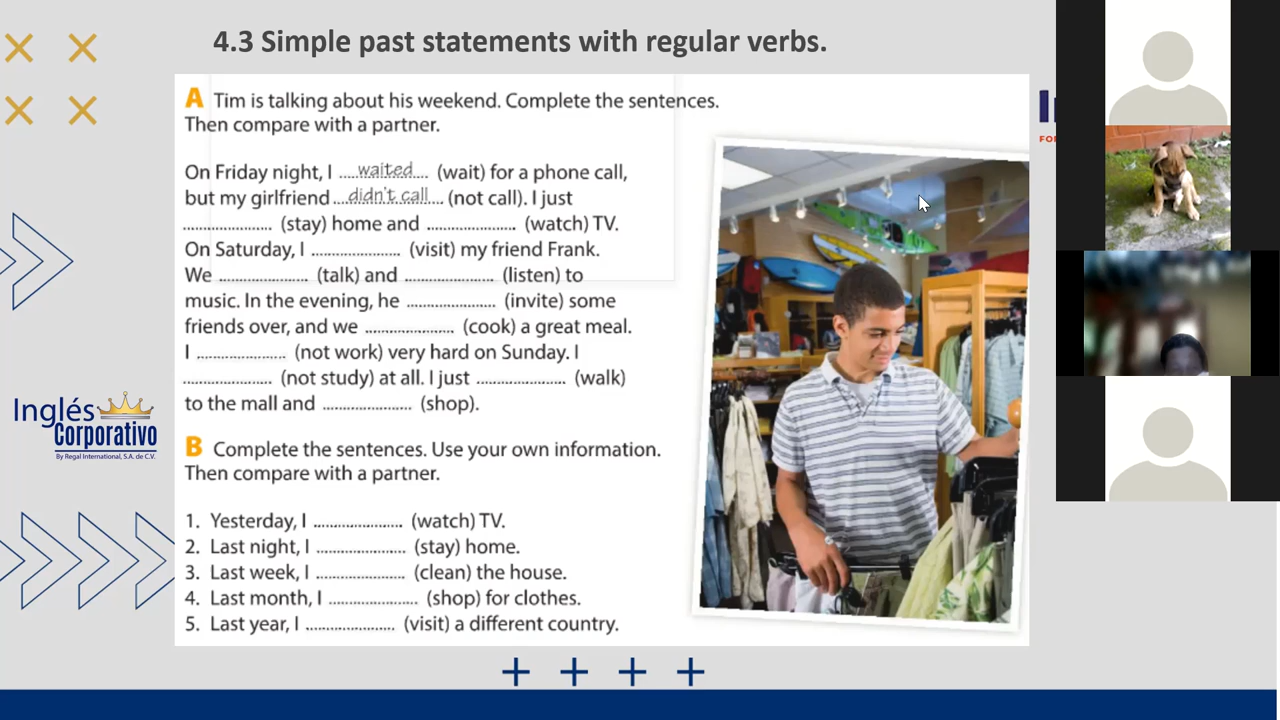 4.3 Simple past statements with regular verbs.
A Tim is talking about his weekend. Complete the sentences.
Then compare with a partner.
On Friday night, I ....waited.... (wait) for a phone call,
but my girlfriend ....didn't call.... (not call). I just
...................... (stay) home and ...................... (watch) TV.
On Saturday, I ...................... (visit) my friend Frank.
We ...................... (talk) and ...................... (listen) to
music. In the evening, he ...................... (invite) some
friends over, and we ...................... (cook) a great meal.
I ...................... (not work) very hard on Sunday. I
...................... (not study) at all. I just ...................... (walk)
to the mall and ...................... (shop).
B Complete the sentences. Use your own information.
Then compare with a partner.
1. Yesterday, I ...................... (watch) TV.
2. Last night, I ...................... (stay) home.
3. Last week, I ...................... (clean) the house.
4. Last month, I ...................... (shop) for clothes.
5. Last year, I ...................... (visit) a different country.
Inglés
Corporativo
By Regal International, S.A. de C.V.